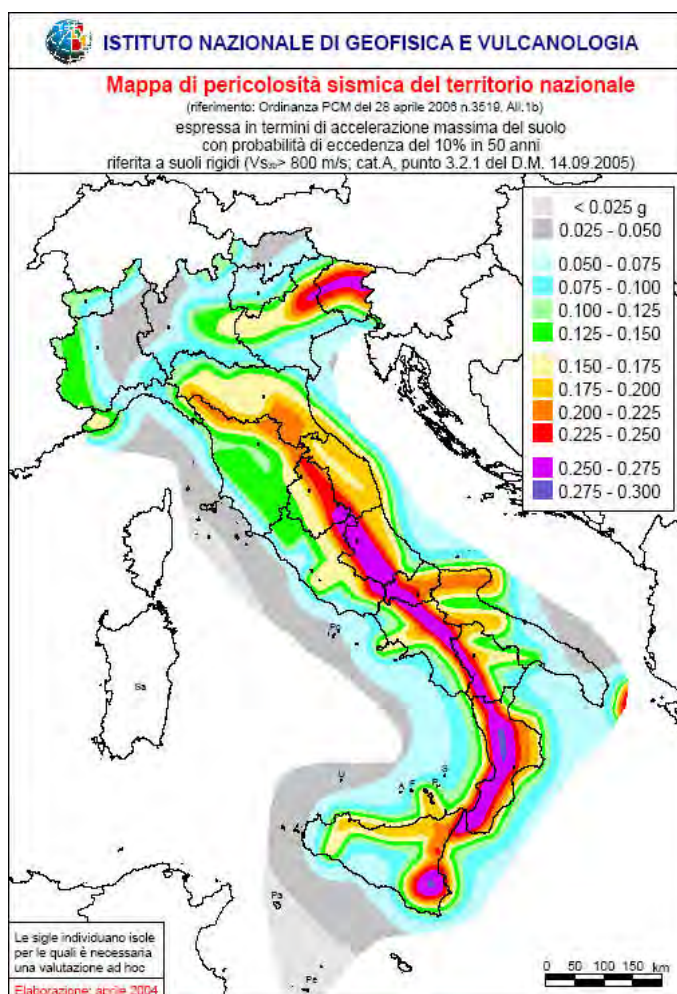 ISTITUTO NAZIONALE DI GEOFISICA E VULCANOLOGIA
Mappa di pericolosità sismica del territorio nazionale
(riferimento: Ordinanza PCM del 28 aprile 2006 n.3519, All.1b)
espressa in termini di accelerazione massima del suolo
con probabilità di eccedenza del 10% in 50 anni
riferita a suoli rigidi (Vs30> 800 m/s; cat.A, punto 3.2.1 del D.M. 14.09.2005)
< 0.025 g
0.025 - 0.050
0.050 - 0.075
0.075 - 0.100
0.100 - 0.125
0.125 - 0.150
0.150 - 0.175
0.175 - 0.200
0.200 - 0.225
0.225 - 0.250
0.250 - 0.275
0.275 - 0.300
Sa
U
A
F
P
S
Pa
Pe
Le sigle individuano isole
per le quali è necessaria
una valutazione ad hoc
Elaborazione: aprile 2004
0 50 100 150
km